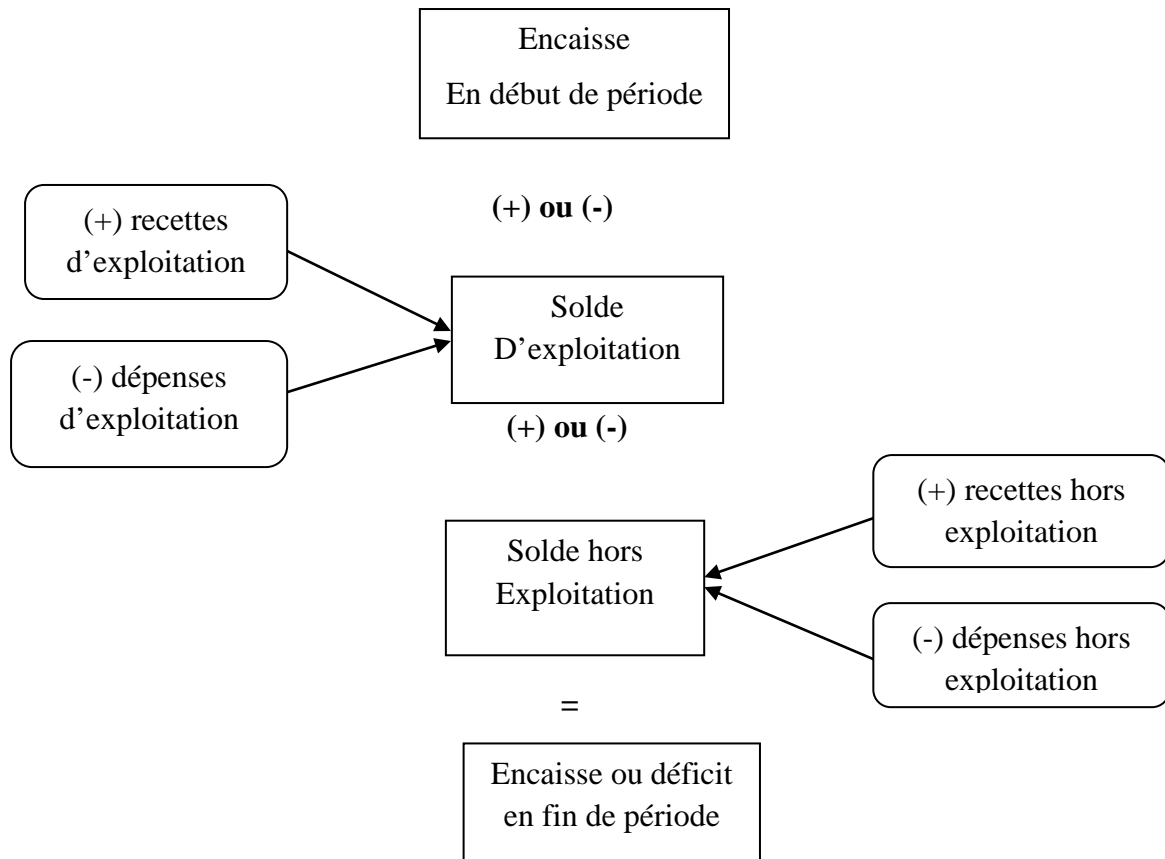 Encaisse
En début de période
(+) ou (-)
(+) recettes
d’exploitation
(-) dépenses
d’exploitation
Solde
D’exploitation
(+) ou (-)
Solde hors
Exploitation
(+) recettes hors
exploitation
(-) dépenses hors
exploitation
=
Encaisse ou déficit
en fin de période